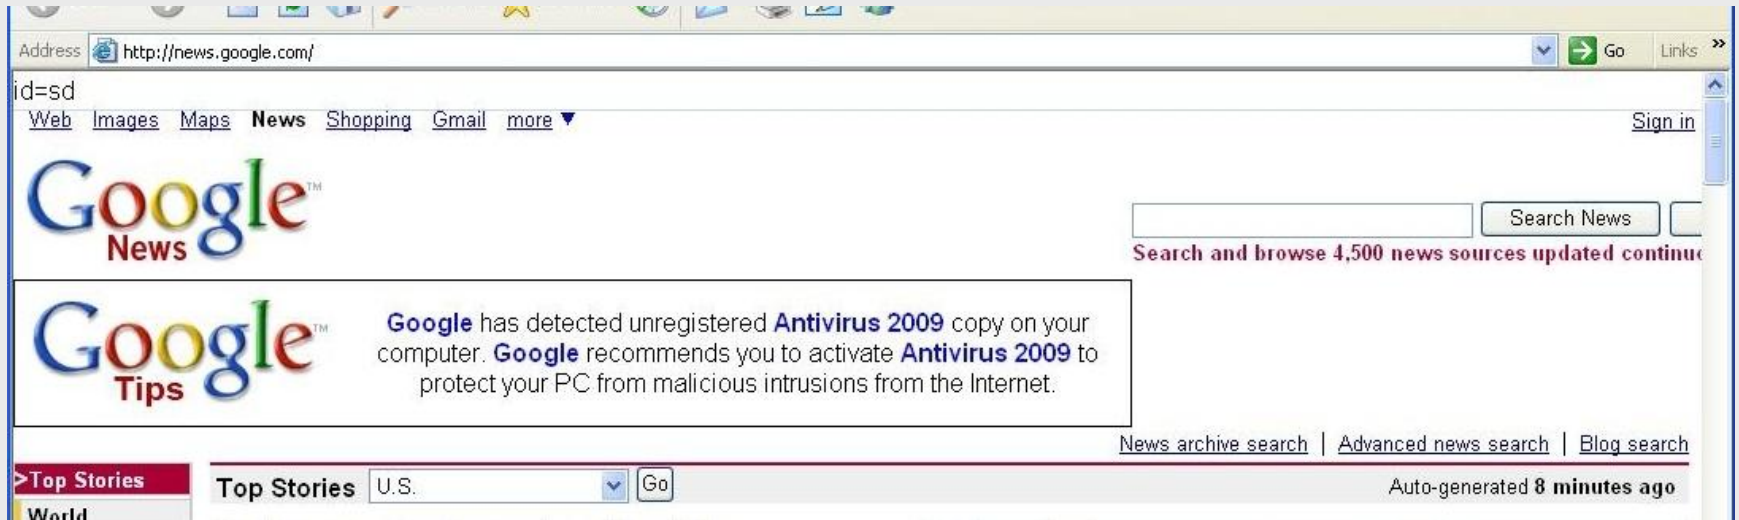 Address http://news.google.com/ Go Links »
id=sd
Web Images Maps News Shopping Gmail more ▼ Sign in
Google™
News
Search News
Search and browse 4,500 news sources updated continu
Google™
Tips
Google has detected unregistered Antivirus 2009 copy on your
computer. Google recommends you to activate Antivirus 2009 to
protect your PC from malicious intrusions from the Internet.
News archive search | Advanced news search | Blog search
>Top Stories
World
Top Stories U.S. Go Auto-generated 8 minutes ago